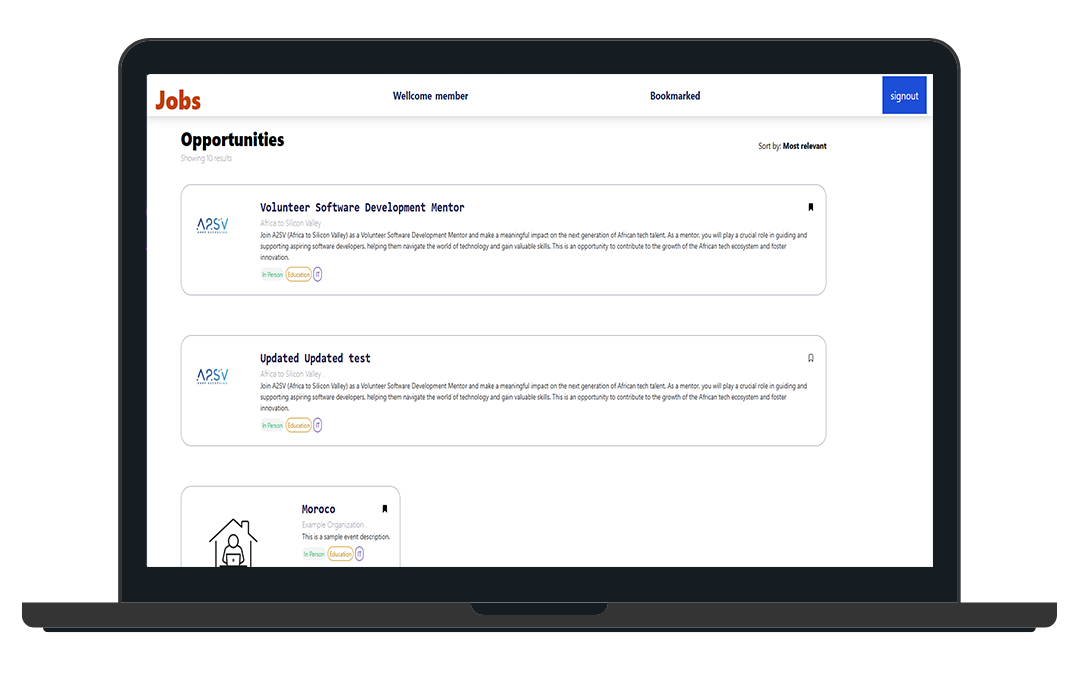 Jobs
Wellcome member
Bookmarked
signout
Opportunities
Showing 10 results
Sort by: Most relevant
Volunteer Software Development Mentor
Africa to Silicon Valley .
Join A2SV (Africa to Silicon Valley) as a Volunteer Software Development Mentor and make a meaningful impact on the next generation of African tech talent. As a mentor, you will play a crucial role in guiding and
supporting aspiring software developers, helping them navigate the world of technology and gain valuable skills. This is an opportunity to contribute to the growth of the African tech ecosystem and foster
innovation.
A2SV
In Person Education IT
Updated Updated test
Africa to Silicon Valley .
Join A2SV (Africa to Silicon Valley) as a Volunteer Software Development Mentor and make a meaningful impact on the next generation of African tech talent. As a mentor, you will play a crucial role in guiding and
supporting aspiring software developers, helping them navigate the world of technology and gain valuable skills. This is an opportunity to contribute to the growth of the African tech ecosystem and foster
innovation.
A2SV
In Person Education IT
Moroco
Example Organization .
This is a sample event description.
In Person Education IT